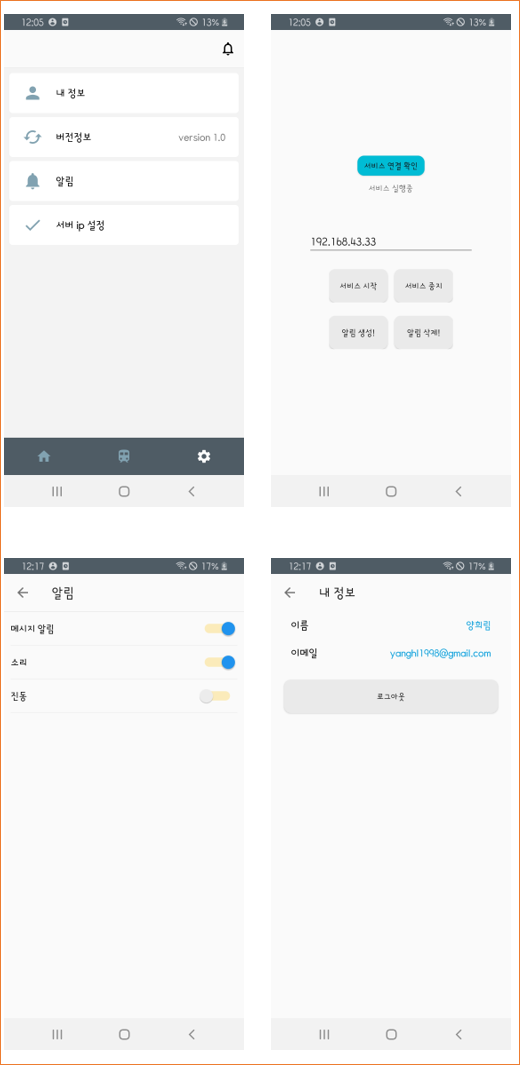 12:05
13%
내 정보
버전정보
version 1.0
알림
서버 ip 설정
12:05
13%
서비스 연결 확인
서비스 실행중
192.168.43.33
서비스 시작
서비스 중지
알림 생성!
알림 삭제!
12:17
17%
알림
메시지 알림
소리
진동
12:17
17%
내 정보
이름
양희림
이메일
yanghl1998@gmail.com
로그아웃